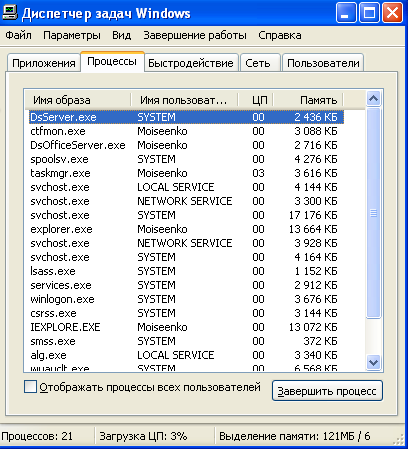 Диспетчер задач Windows
Файл Параметры Вид Завершение работы Справка
Приложения Процессы Быстродействие Сеть Пользователи
Имя образа Имя пользоват... ЦП Память
DsServer.exe SYSTEM 00 2 436 КБ
ctfmon.exe Moiseenko 00 3 088 КБ
DsOfficeServer.exe Moiseenko 00 2 716 КБ
spoolsv.exe SYSTEM 00 4 276 КБ
taskmgr.exe Moiseenko 03 3 616 КБ
svchost.exe LOCAL SERVICE 00 4 144 КБ
svchost.exe NETWORK SERVICE 00 3 300 КБ
svchost.exe SYSTEM 00 17 176 КБ
explorer.exe Moiseenko 00 13 664 КБ
svchost.exe NETWORK SERVICE 00 3 928 КБ
svchost.exe SYSTEM 00 4 164 КБ
lsass.exe SYSTEM 00 1 152 КБ
services.exe SYSTEM 00 2 912 КБ
winlogon.exe SYSTEM 00 3 676 КБ
csrss.exe SYSTEM 00 3 144 КБ
IEXPLORE.EXE Moiseenko 00 13 072 КБ
smss.exe SYSTEM 00 372 КБ
alg.exe LOCAL SERVICE 00 3 340 КБ
wuauclt.exe SYSTEM 00 6 568 КБ
Отображать процессы всех пользователей Завершить процесс
Процессов: 21 Загрузка ЦП: 3% Выделение памяти: 121МБ / 6